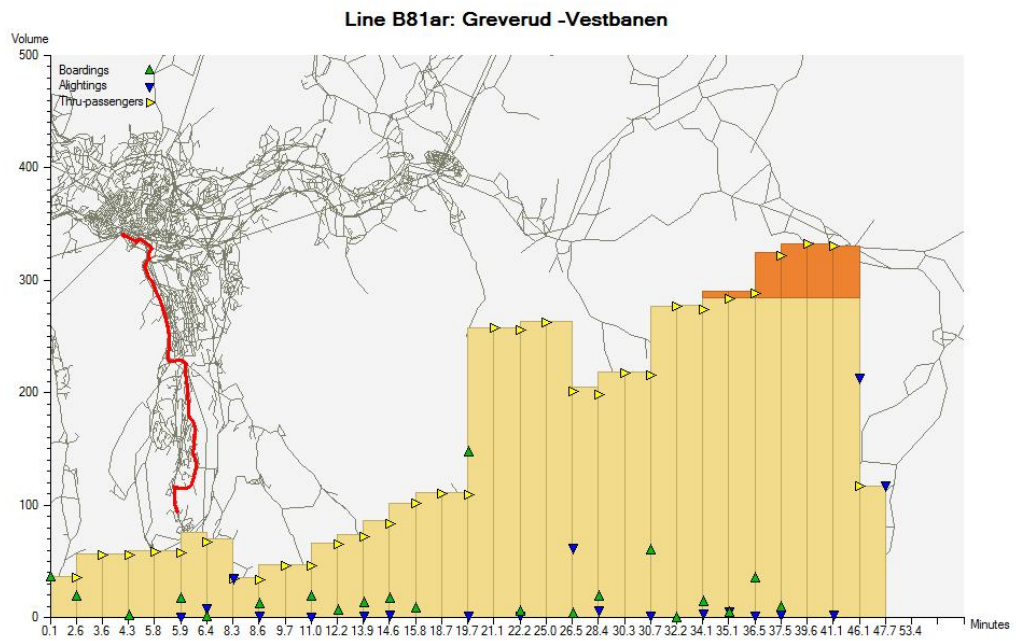 Line B81ar: Greverud -Vestbanen
Volume
500
Boardings
Alightings
Thru-passengers
400
300
200
100
0
Minutes
0.1 2.6 3.6 4.3 5.8 5.9 6.4 8.3 8.6 9.7 11.0 12.2 13.4 14.6 15.8 18.7 19.9 21.1 22.2 25.0 26.5 28.4 30.3 30.7 32.2 34.1 35.1 36.5 37.5 39.6 41.1 46.1 47.7 53.4